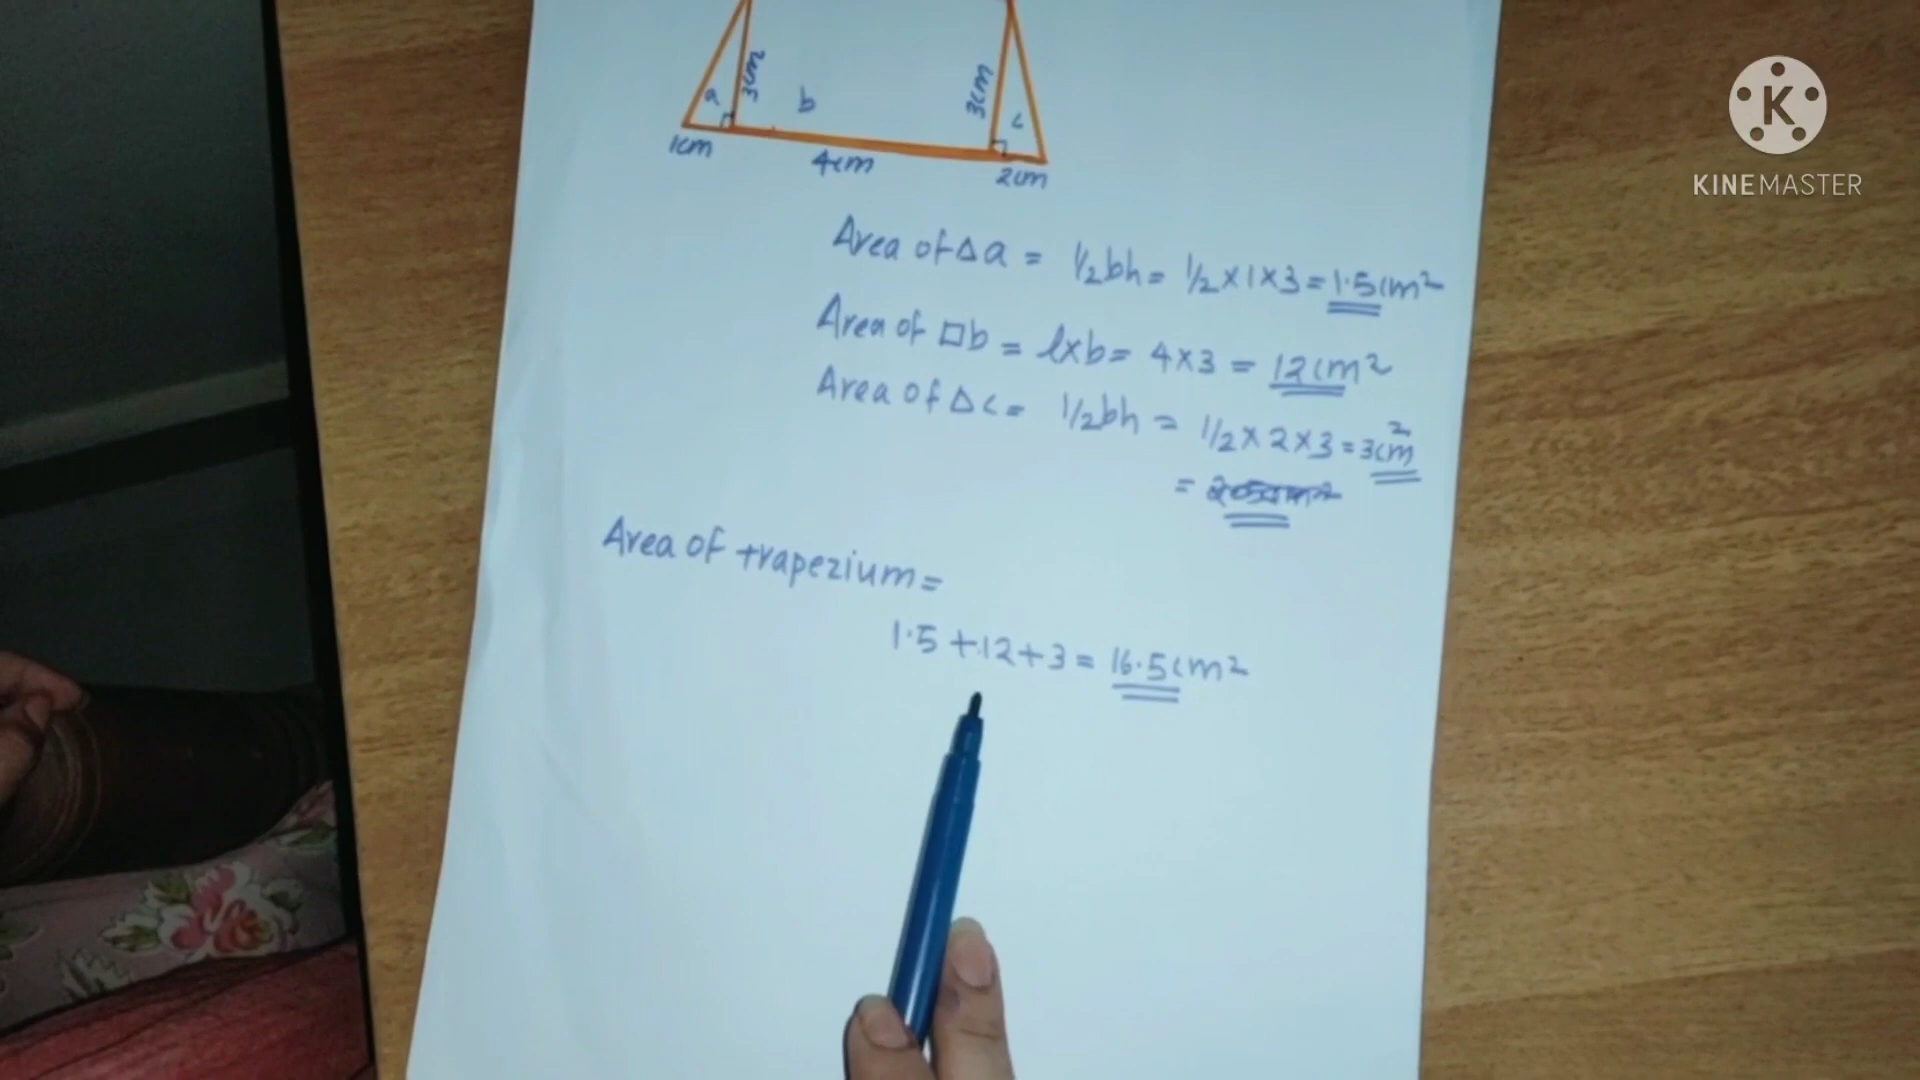 a
3cm
b
3cm
c
1cm
4cm
2cm
Area of Δa = 1/2bh = 1/2 × 1 × 3 = 1.5cm²
Area of □b = l×b = 4 × 3 = 12cm²
Area of Δc = 1/2bh = 1/2 × 2 × 3 = 3cm²
=
Area of trapezium =
1.5 + 12 + 3 = 16.5cm²
K
KINEMASTER